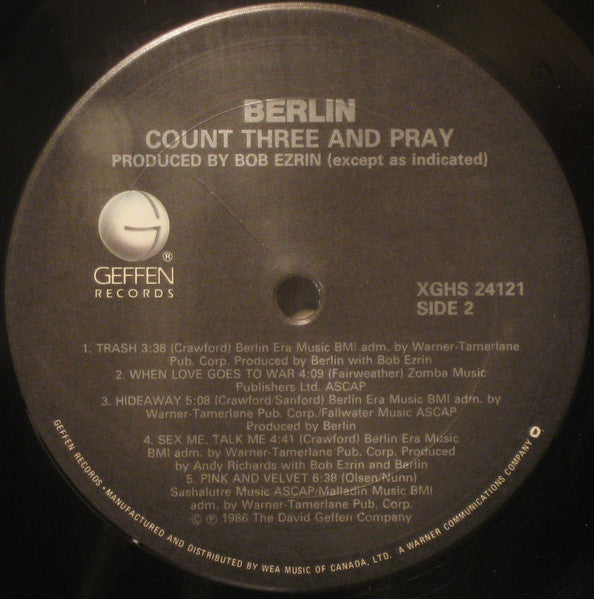 BERLIN
COUNT THREE AND PRAY
PRODUCED BY BOB EZRIN (except as indicated)
G
®
GEFFEN
RECORDS
XGHS 24121
SIDE 2
1. TRASH 3:38 (Crawford) Berlin Era Music BMI adm. by Warner-Tamerlane
Pub. Corp. Produced by Berlin with Bob Ezrin
2. WHEN LOVE GOES TO WAR 4:09 (Fairweather) Zomba Music
Publishers Ltd. ASCAP
3. HIDEAWAY 5:08 (Crawford/Sanford) Berlin Era Music BMI adm. by
Warner-Tamerlane Pub. Corp./Fallwater Music ASCAP
Produced by Berlin
4. SEX ME, TALK ME 4:41 (Crawford) Berlin Era Music
BMI adm. by Warner-Tamerlane Pub. Corp. Produced
by Andy Richards with Bob Ezrin and Berlin
5. PINK AND VELVET 6:38 (Olsen/Nunn)
Sashalutre Music ASCAP/Malladin Music BMI
adm. by Warner-Tamerlane Pub. Corp.
© ℗ 1986 The David Geffen Company
GEFFEN RECORDS · MANUFACTURED AND DISTRIBUTED BY WEA MUSIC OF CANADA, LTD. A WARNER COMMUNICATIONS COMPANY